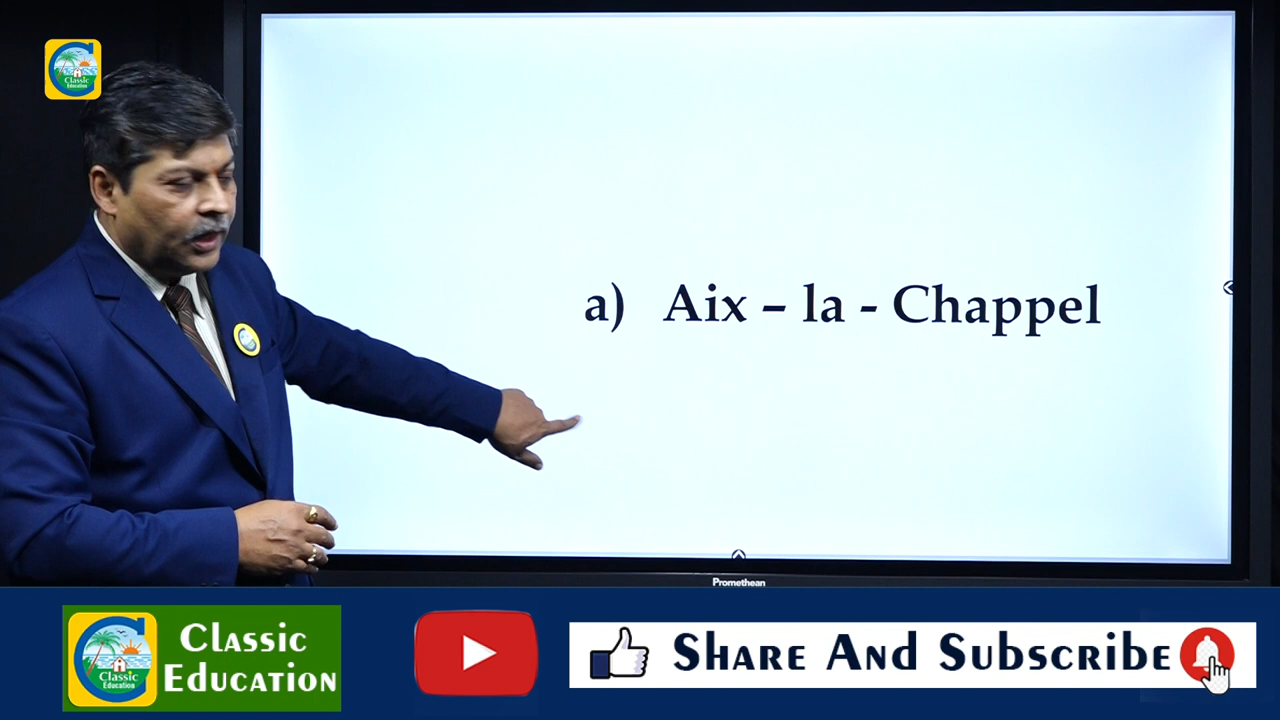 Classic
Education
a) Aix – la - Chappel
Promethean
Classic
Education
Classic
Education
Share And Subscribe